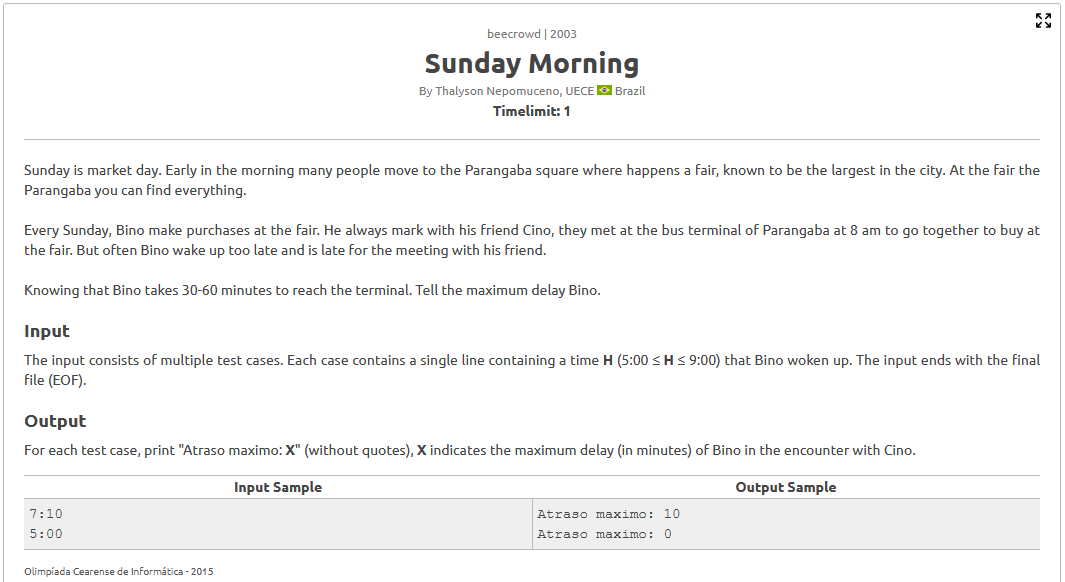 beecrowd | 2003
Sunday Morning
By Thalyson Nepomuceno, UECE Brazil
Timelimit: 1
Sunday is market day. Early in the morning many people move to the Parangaba square where happens a fair, known to be the largest in the city. At the fair the
Parangaba you can find everything.
Every Sunday, Bino make purchases at the fair. He always mark with his friend Cino, they met at the bus terminal of Parangaba at 8 am to go together to buy at
the fair. But often Bino wake up too late and is late for the meeting with his friend.
Knowing that Bino takes 30-60 minutes to reach the terminal. Tell the maximum delay Bino.
Input
The input consists of multiple test cases. Each case contains a single line containing a time H (5:00 ≤ H ≤ 9:00) that Bino woken up. The input ends with the final
file (EOF).
Output
For each test case, print "Atraso maximo: X" (without quotes), X indicates the maximum delay (in minutes) of Bino in the encounter with Cino.
Input Sample Output Sample
7:10 Atraso maximo: 10
5:00 Atraso maximo: 0
Olimpíada Cearense de Informática - 2015